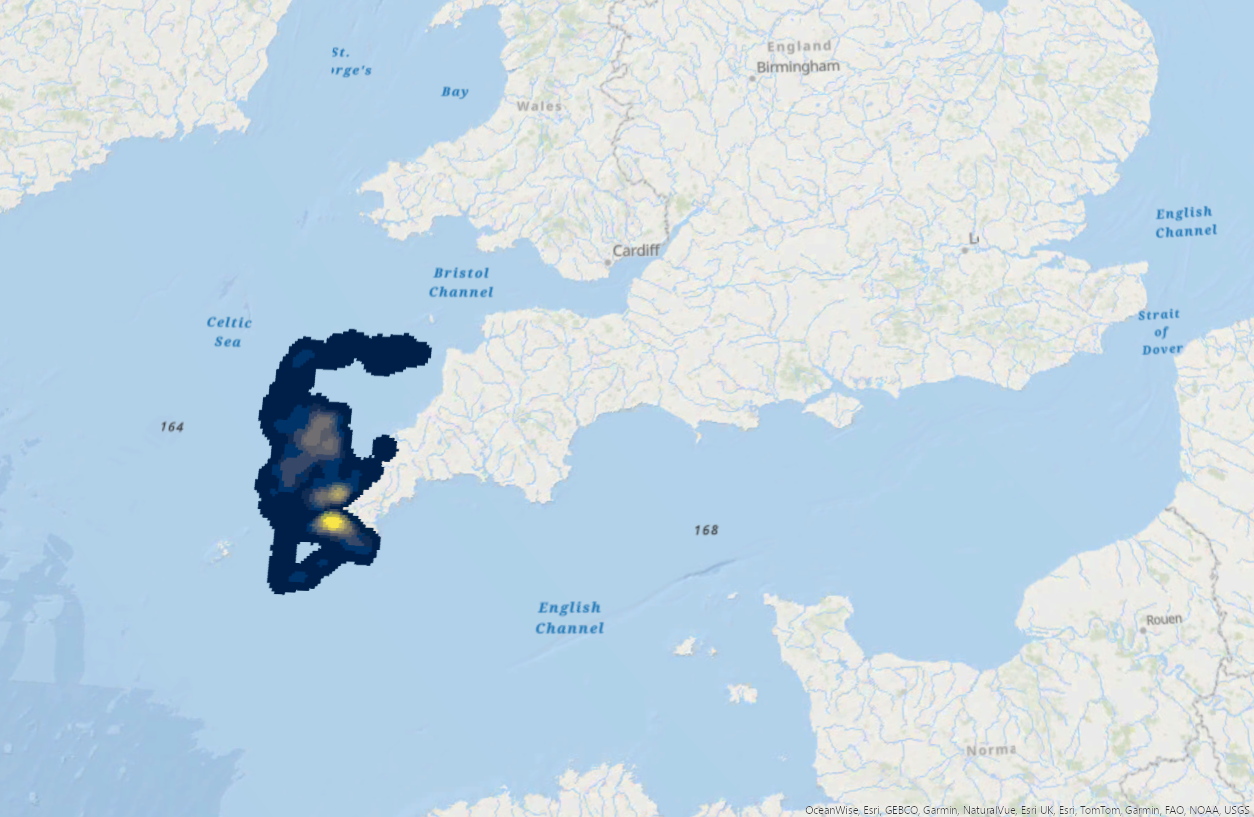 England
Birmingham
St.
rge's
Bay
Wales
English
Channel
Cardiff
Bristol
Channel
Celtic
Sea
Strait
of
Dover
164
168
English
Channel
Rouen
Norma
OceanWise, Esri, GEBCO, Garmin, NaturalVue, Esri UK, Esri, TomTom, Garmin, FAO, NOAA, USGS